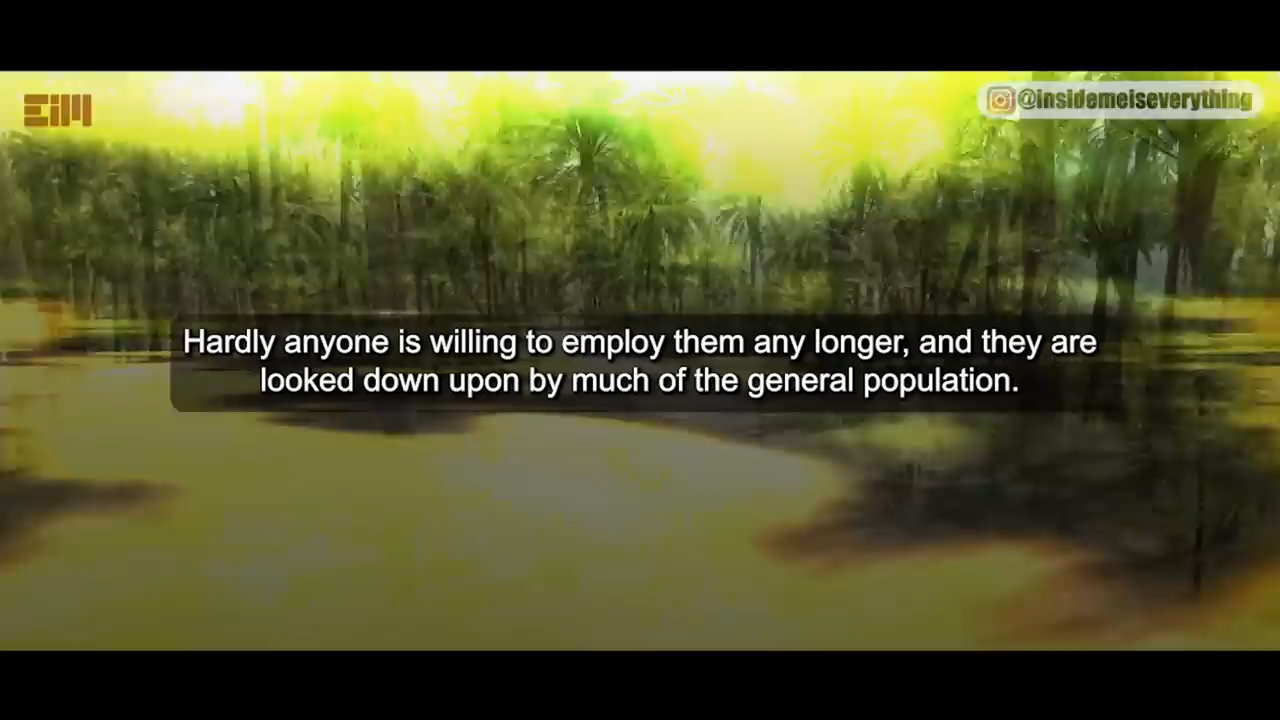 EiM
@insidemeiseverything
Hardly anyone is willing to employ them any longer, and they are
looked down upon by much of the general population.